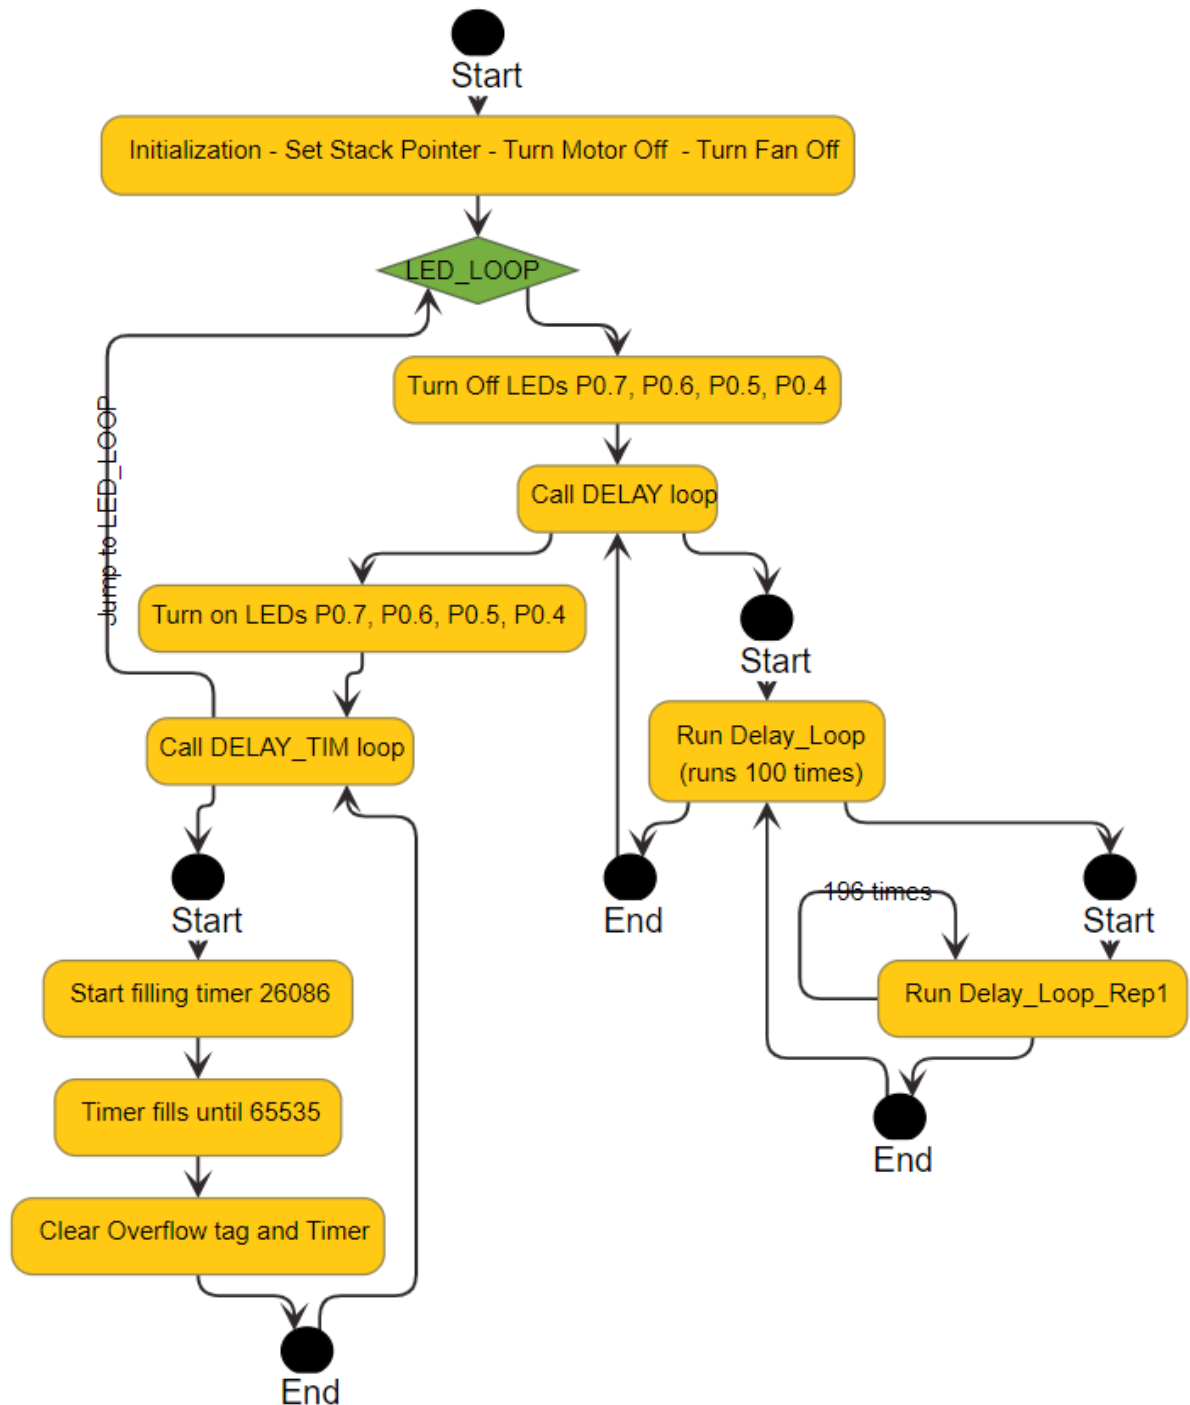 Start
Initialization - Set Stack Pointer - Turn Motor Off - Turn Fan Off
LED_LOOP
Turn Off LEDs P0.7, P0.6, P0.5, P0.4
Jump to LED_LOOP
Call DELAY loop
Turn on LEDs P0.7, P0.6, P0.5, P0.4
Start
Call DELAY_TIM loop
Run Delay_Loop
(runs 100 times)
196 times
Start
End
Start
Start filling timer 26086
Run Delay_Loop_Rep1
Timer fills until 65535
End
Clear Overflow tag and Timer
End